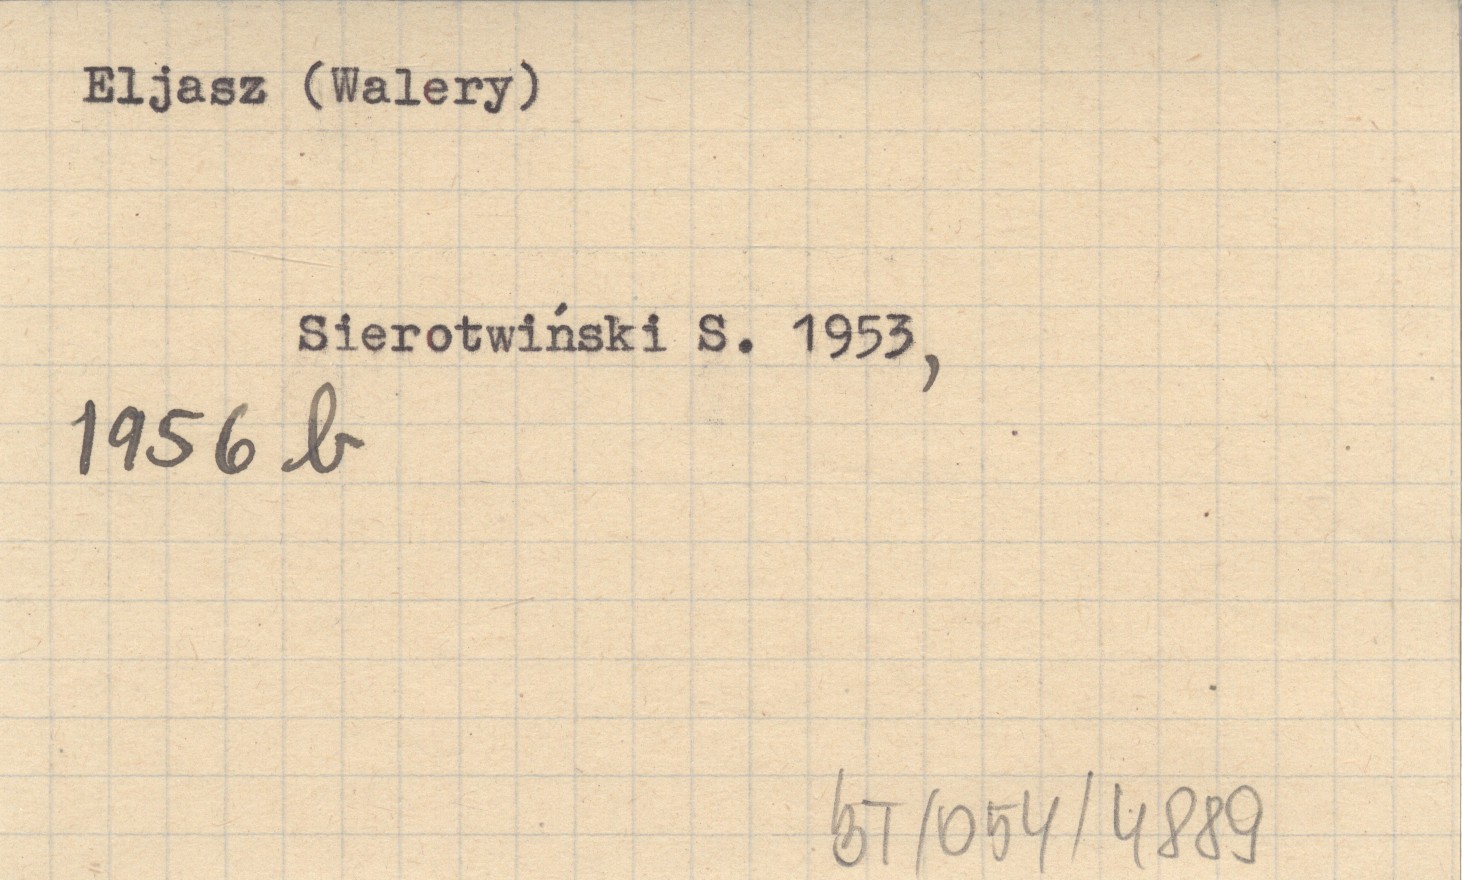 Eljasz (Walery)
Sierotwiński S. 1953,
1956 b
BT/054/4889